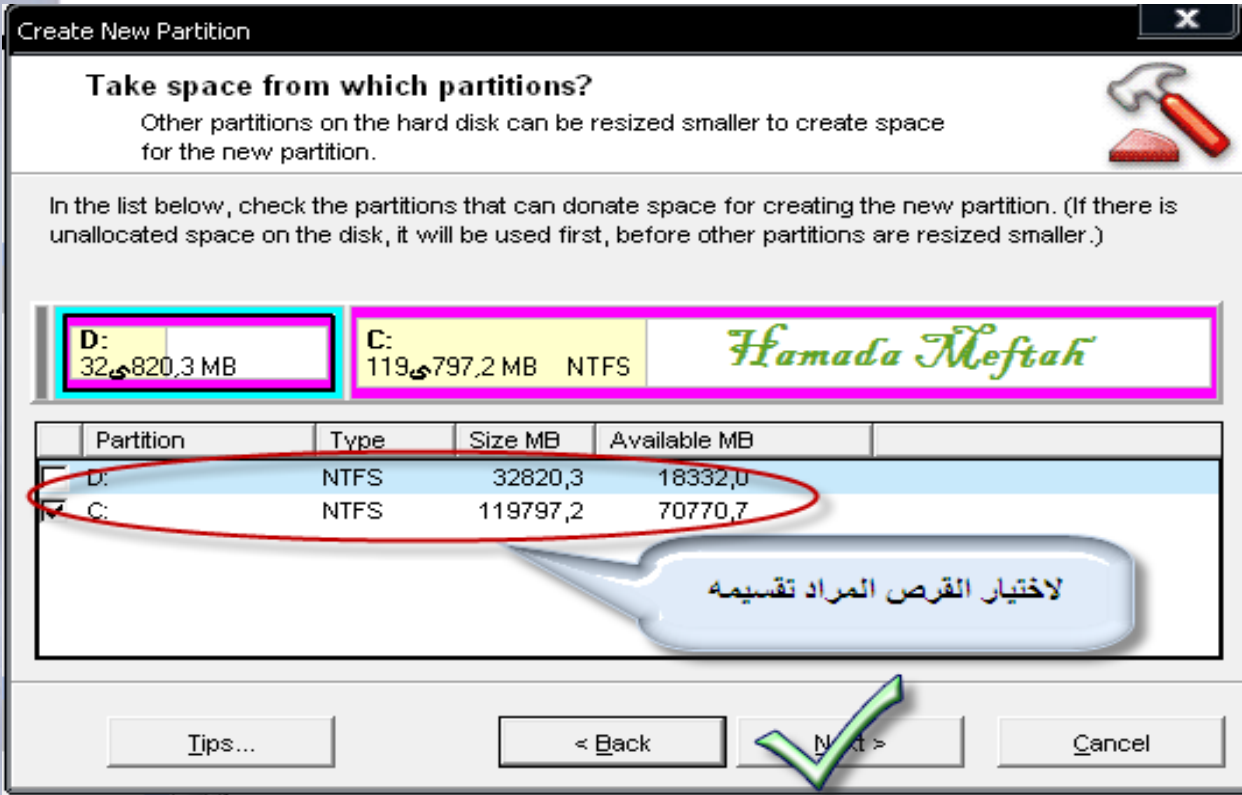 Create New Partition
x
Take space from which partitions?
Other partitions on the hard disk can be resized smaller to create space
for the new partition.
In the list below, check the partitions that can donate space for creating the new partition. (If there is
unallocated space on the disk, it will be used first, before other partitions are resized smaller.)
D:
32ى820,3 MB
C:
119ى797,2 MB NTFS
Hamada Meftah
Partition Type Size MB Available MB
D: NTFS 32820,3 18332,0
C: NTFS 119797,2 70770,7
لاختيار القرص المراد تقسيمه
Tips... < Back Next > Cancel